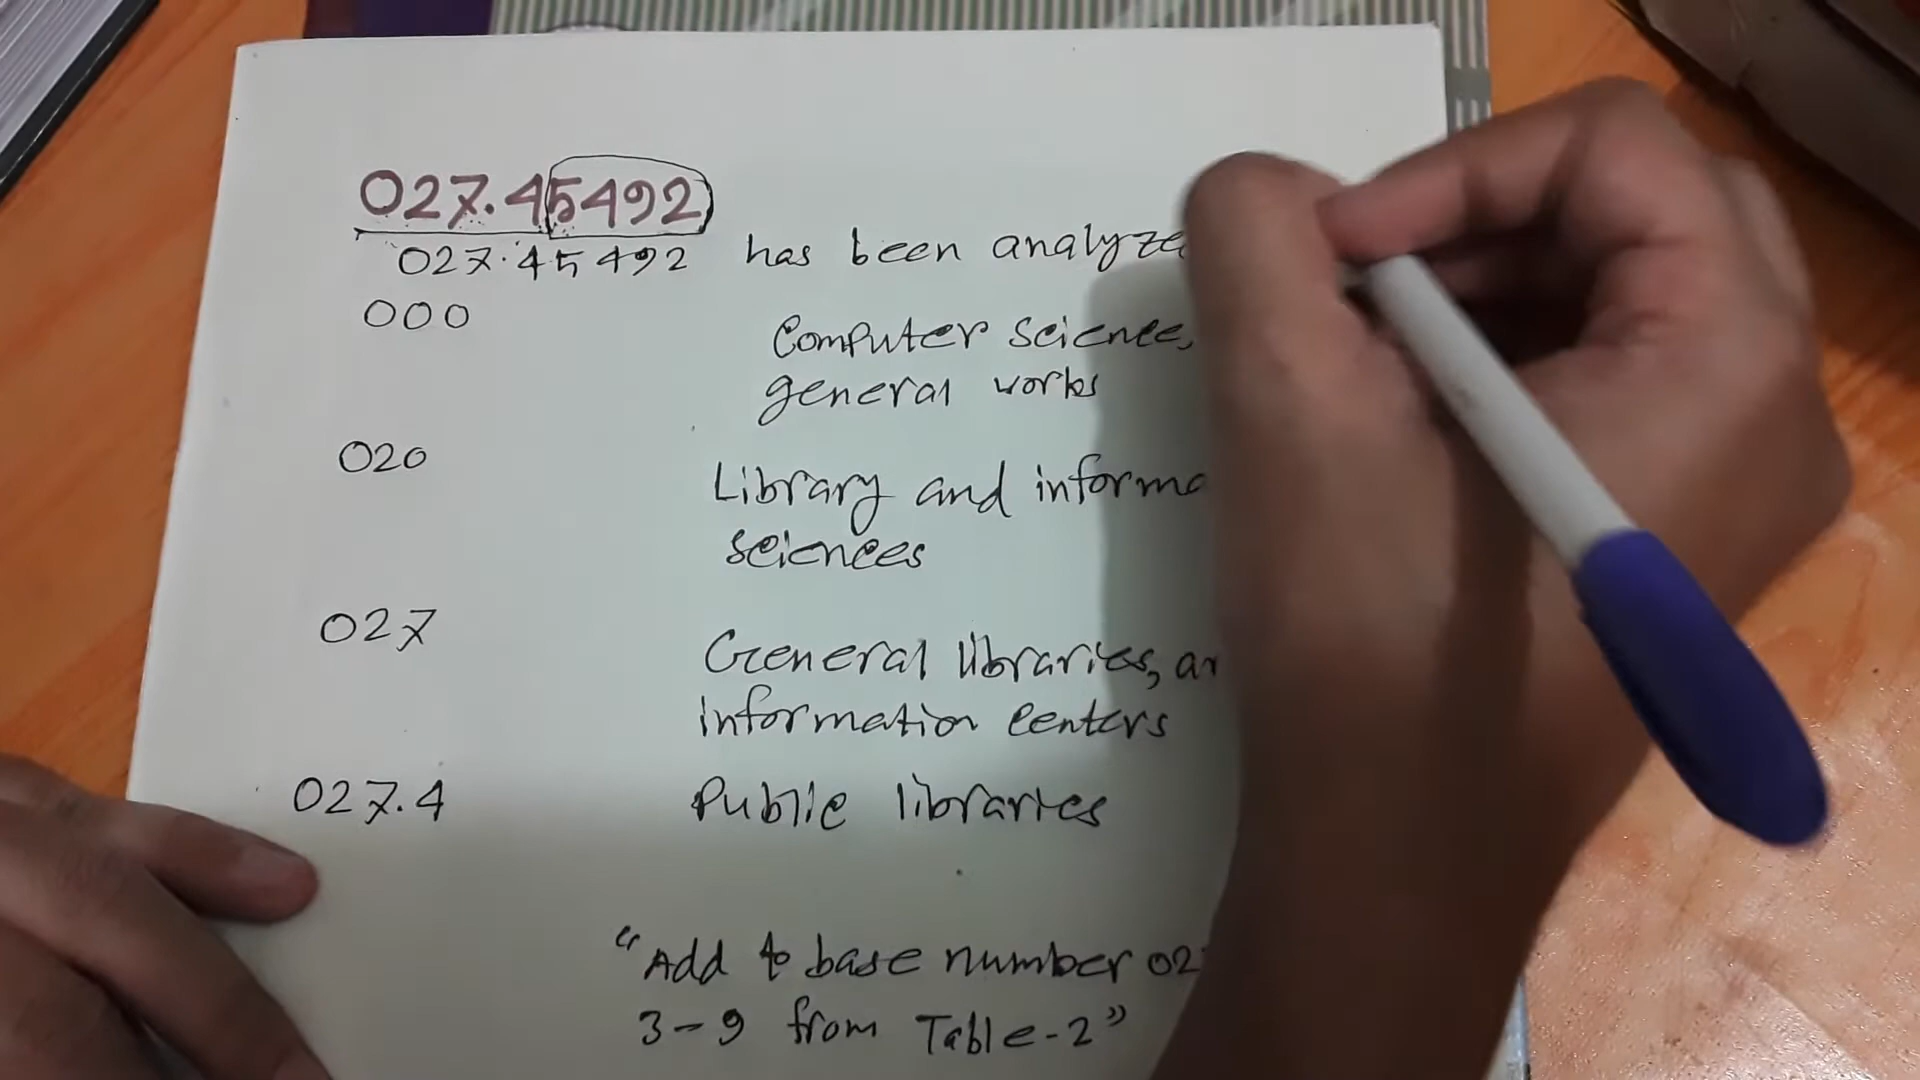 027.45492
027.45492 has been analyze
000 Computer science,
general works
020 Library and informa
sciences
027 General libraries, ar
information centers
027.4 Public libraries
"Add to base number 02
3-9 from Table-2"